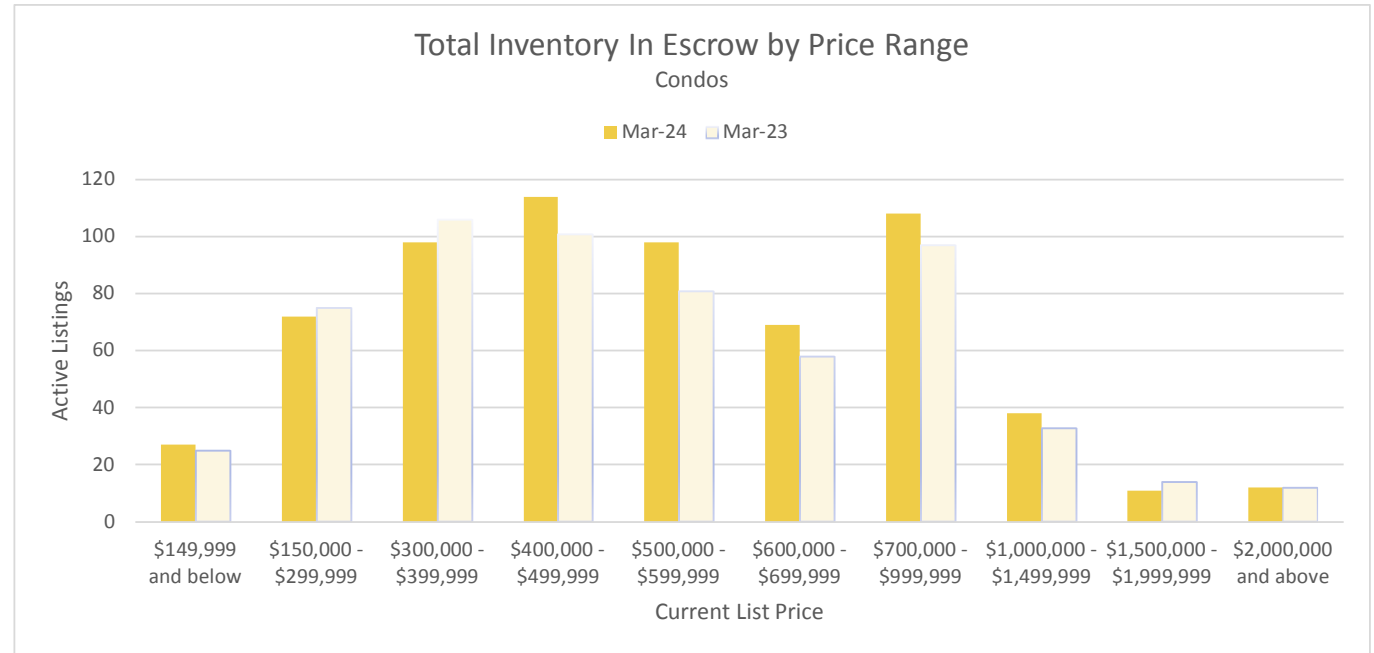 Total Inventory In Escrow by Price Range
Condos
Mar-24 Mar-23
120
100
80
60
40
20
0
Active Listings
$149,999 $150,000 - $300,000 - $400,000 - $500,000 - $600,000 - $700,000 - $1,000,000 - $1,500,000 - $2,000,000
and below $299,999 $399,999 $499,999 $599,999 $699,999 $999,999 $1,499,999 $1,999,999 and above
Current List Price